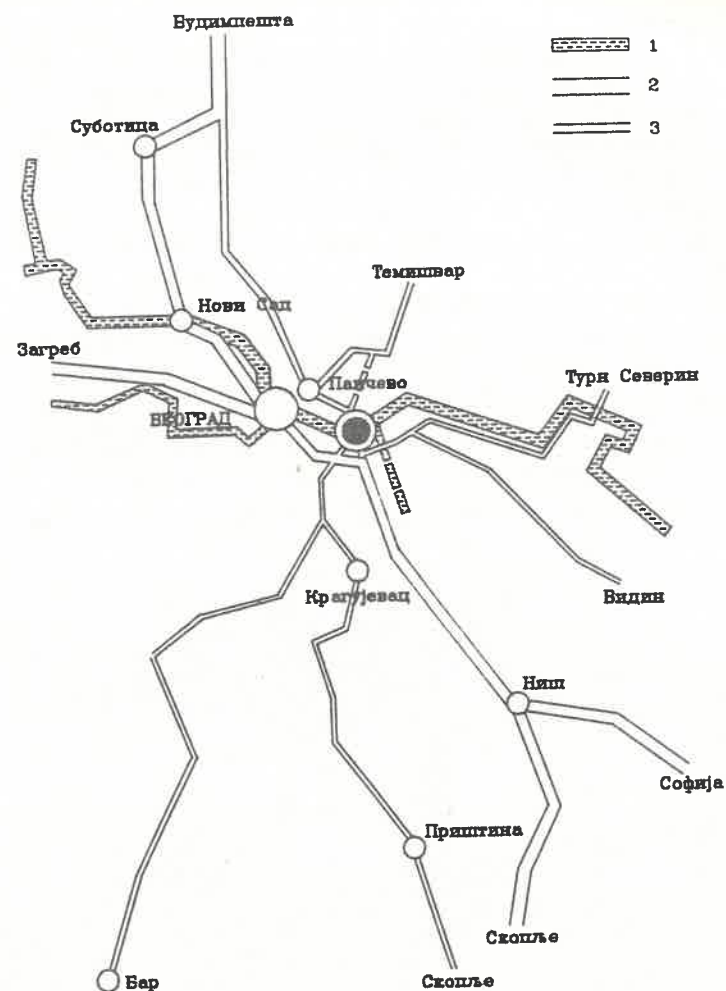 Будимпешта
1
2
Суботица
3
Темишвар
Нови Сад
Загреб
Панчево
Турн Северин
БЕОГРАД
Крагујевац
Видин
Ниш
Софија
Приштина
Скопље
Бар
Скопље